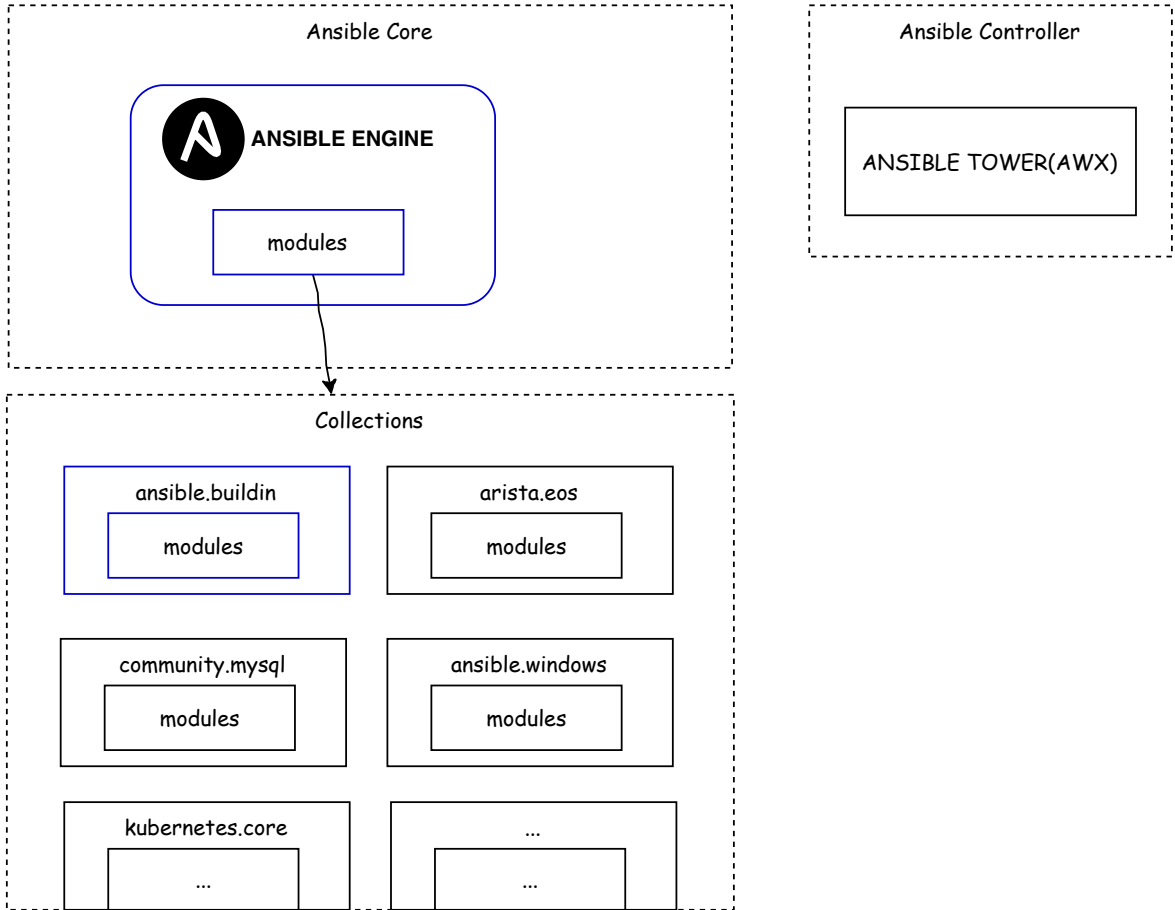 Ansible Core
Ansible Controller
ANSIBLE ENGINE
ANSIBLE TOWER(AWX)
modules
Collections
ansible.buildin
arista.eos
modules
modules
community.mysql
ansible.windows
modules
modules
kubernetes.core
...
...
...